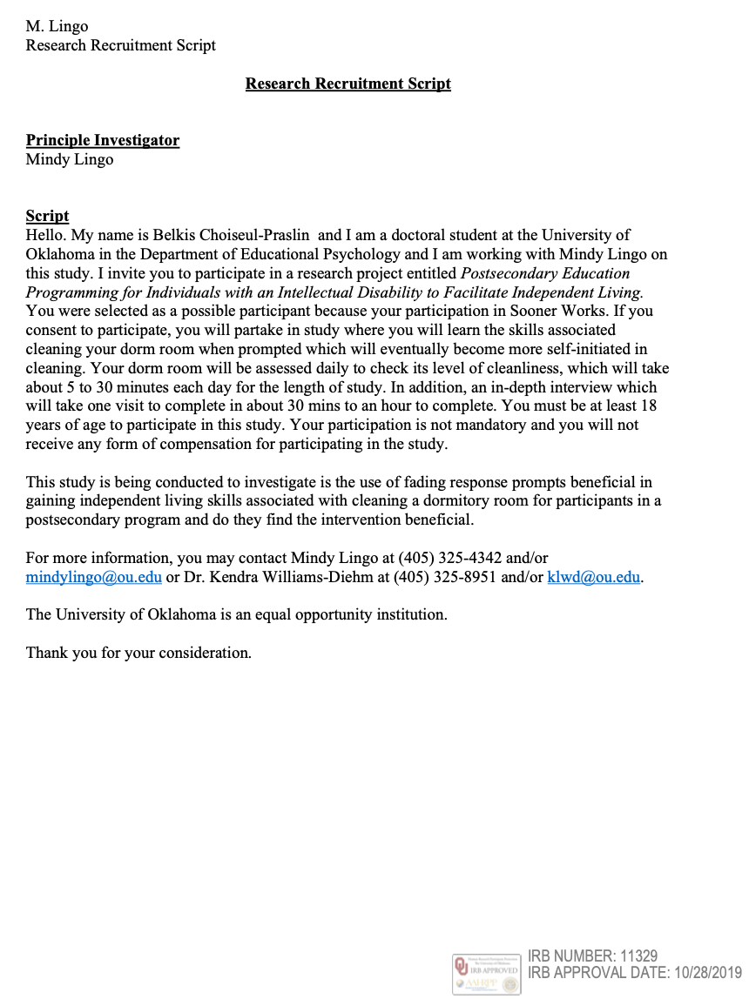 M. Lingo
Research Recruitment Script
Research Recruitment Script
Principle Investigator
Mindy Lingo
Script
Hello. My name is Belkis Choiseul-Praslin  and I am a doctoral student at the University of
Oklahoma in the Department of Educational Psychology and I am working with Mindy Lingo on
this study. I invite you to participate in a research project entitled Postsecondary Education
Programming for Individuals with an Intellectual Disability to Facilitate Independent Living.
You were selected as a possible participant because your participation in Sooner Works. If you
consent to participate, you will partake in study where you will learn the skills associated
cleaning your dorm room when prompted which will eventually become more self-initiated in
cleaning. Your dorm room will be assessed daily to check its level of cleanliness, which will take
about 5 to 30 minutes each day for the length of study. In addition, an in-depth interview which
will take one visit to complete in about 30 mins to an hour to complete. You must be at least 18
years of age to participate in this study. Your participation is not mandatory and you will not
receive any form of compensation for participating in the study.
This study is being conducted to investigate is the use of fading response prompts beneficial in
gaining independent living skills associated with cleaning a dormitory room for participants in a
postsecondary program and do they find the intervention beneficial.
For more information, you may contact Mindy Lingo at (405) 325-4342 and/or
mindylingo@ou.edu or Dr. Kendra Williams-Diehm at (405) 325-8951 and/or klwd@ou.edu.
The University of Oklahoma is an equal opportunity institution.
Thank you for your consideration.
IRB APPROVED
AAHRPP
IRB NUMBER: 11329
IRB APPROVAL DATE: 10/28/2019